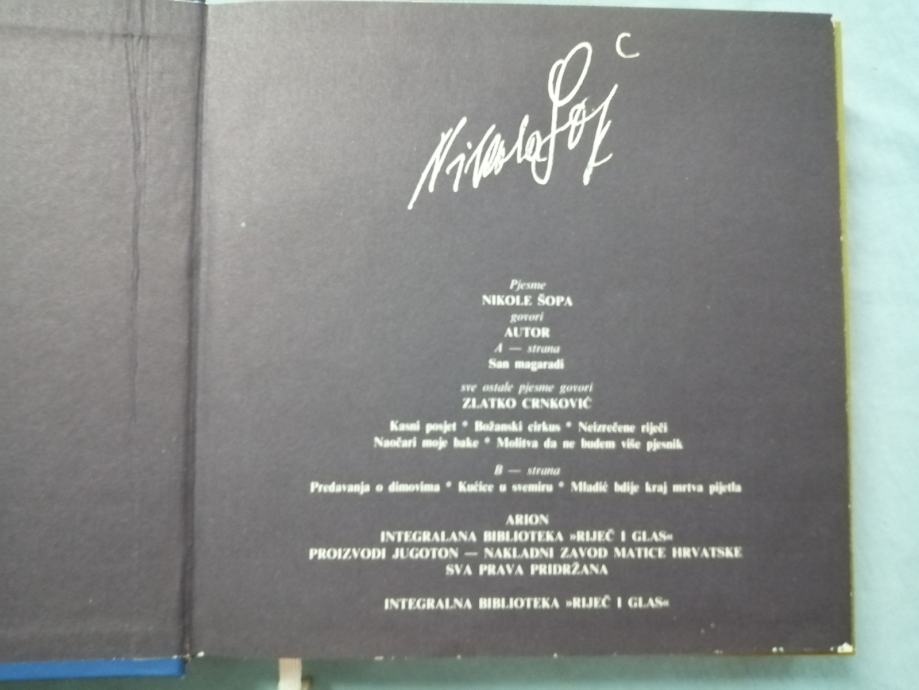 Nikola Šop
Pjesme
NIKOLE ŠOPA
govori
AUTOR
A — strana
San magaradi
sve ostale pjesme govori
ZLATKO CRNKOVIĆ
Kasni posjet * Božanski cirkus * Neizrečene riječi
Naočari moje bake * Molitva da ne budem više pjesnik
B — strana
Predavanja o dimovima * Kućice u svemiru * Mladić bdije kraj mrtva pijetla
ARION
INTEGRALANA BIBLIOTEKA »RIJEČ I GLAS«
PROIZVODI JUGOTON — NAKLADNI ZAVOD MATICE HRVATSKE
SVA PRAVA PRIDRŽANA
INTEGRALNA BIBLIOTEKA »RIJEČ I GLAS«